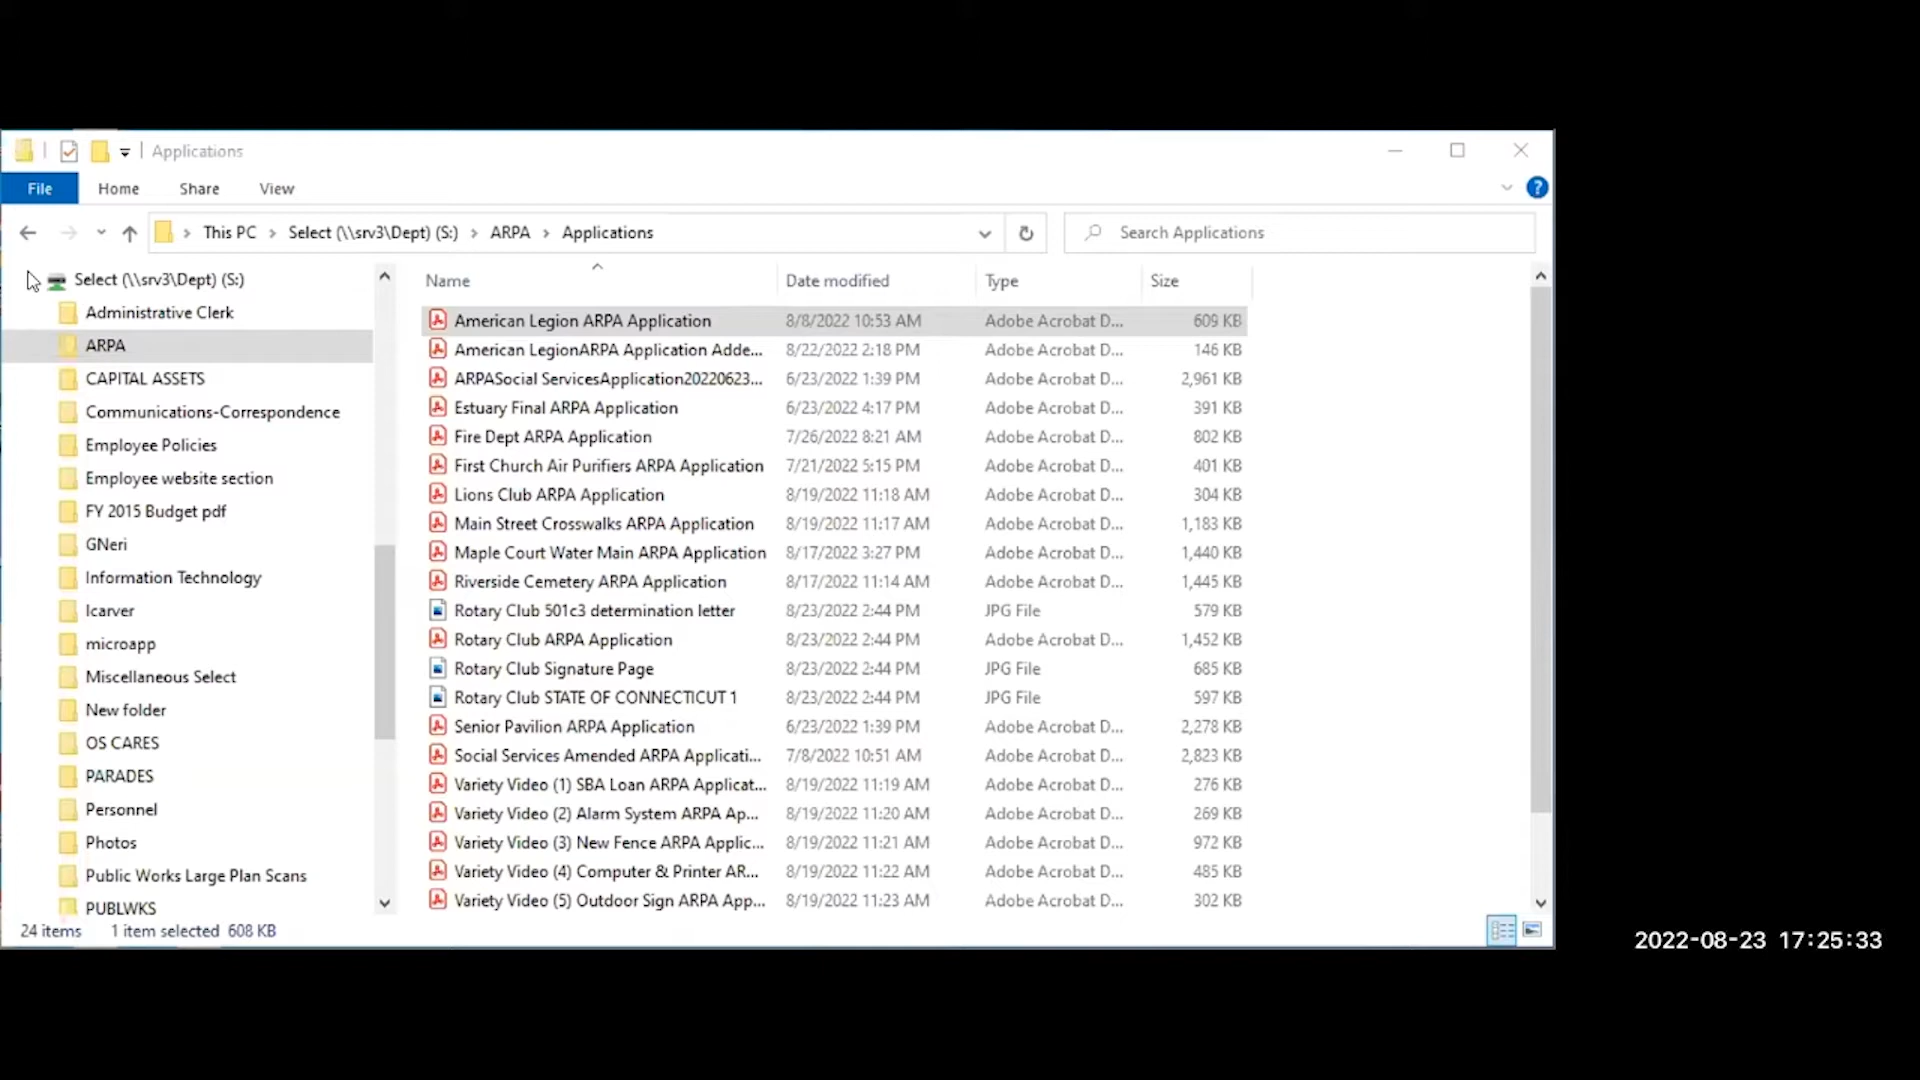 Applications
File Home Share View
This PC > Select (\\srv3\Dept) (S:) > ARPA > Applications
Search Applications
Select (\\srv3\Dept) (S:)
Administrative Clerk
ARPA
CAPITAL ASSETS
Communications-Correspondence
Employee Policies
Employee website section
FY 2015 Budget pdf
GNeri
Information Technology
lcarver
microapp
Miscellaneous Select
New folder
OS CARES
PARADES
Personnel
Photos
Public Works Large Plan Scans
PUBLWKS
Name Date modified Type Size
American Legion ARPA Application 8/8/2022 10:53 AM Adobe Acrobat D... 609 KB
American LegionARPA Application Adde... 8/22/2022 2:18 PM Adobe Acrobat D... 146 KB
ARPASocial ServicesApplication20220623... 6/23/2022 1:39 PM Adobe Acrobat D... 2,961 KB
Estuary Final ARPA Application 6/23/2022 4:17 PM Adobe Acrobat D... 391 KB
Fire Dept ARPA Application 7/26/2022 8:21 AM Adobe Acrobat D... 802 KB
First Church Air Purifiers ARPA Application 7/21/2022 5:15 PM Adobe Acrobat D... 401 KB
Lions Club ARPA Application 8/19/2022 11:18 AM Adobe Acrobat D... 304 KB
Main Street Crosswalks ARPA Application 8/19/2022 11:17 AM Adobe Acrobat D... 1,183 KB
Maple Court Water Main ARPA Application 8/17/2022 3:27 PM Adobe Acrobat D... 1,440 KB
Riverside Cemetery ARPA Application 8/17/2022 11:14 AM Adobe Acrobat D... 1,445 KB
Rotary Club 501c3 determination letter 8/23/2022 2:44 PM JPG File 579 KB
Rotary Club ARPA Application 8/23/2022 2:44 PM Adobe Acrobat D... 1,452 KB
Rotary Club Signature Page 8/23/2022 2:44 PM JPG File 685 KB
Rotary Club STATE OF CONNECTICUT 1 8/23/2022 2:44 PM JPG File 597 KB
Senior Pavilion ARPA Application 6/23/2022 1:39 PM Adobe Acrobat D... 2,278 KB
Social Services Amended ARPA Applicati... 7/8/2022 10:51 AM Adobe Acrobat D... 2,823 KB
Variety Video (1) SBA Loan ARPA Applicat... 8/19/2022 11:19 AM Adobe Acrobat D... 276 KB
Variety Video (2) Alarm System ARPA Ap... 8/19/2022 11:20 AM Adobe Acrobat D... 269 KB
Variety Video (3) New Fence ARPA Applic... 8/19/2022 11:21 AM Adobe Acrobat D... 972 KB
Variety Video (4) Computer & Printer AR... 8/19/2022 11:22 AM Adobe Acrobat D... 485 KB
Variety Video (5) Outdoor Sign ARPA App... 8/19/2022 11:23 AM Adobe Acrobat D... 302 KB
24 items 1 item selected 608 KB
2022-08-23 17:25:33